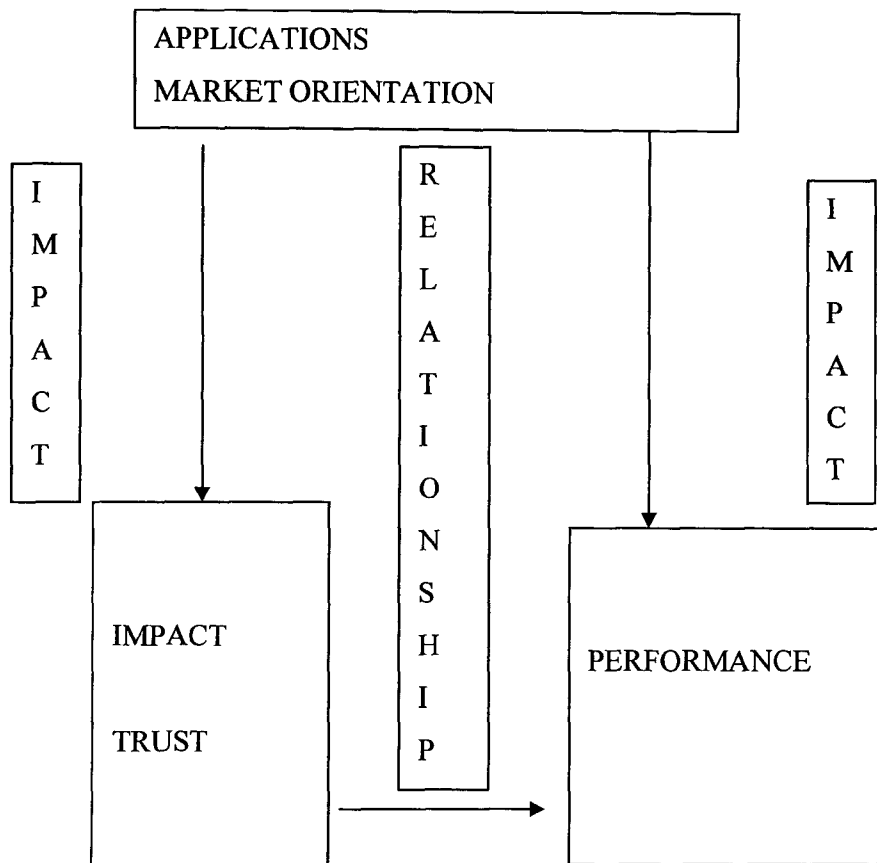 APPLICATIONS
MARKET ORIENTATION
I
M
P
A
C
T
R
E
L
A
T
I
O
N
S
H
I
P
I
M
P
A
C
T
IMPACT
TRUST
PERFORMANCE